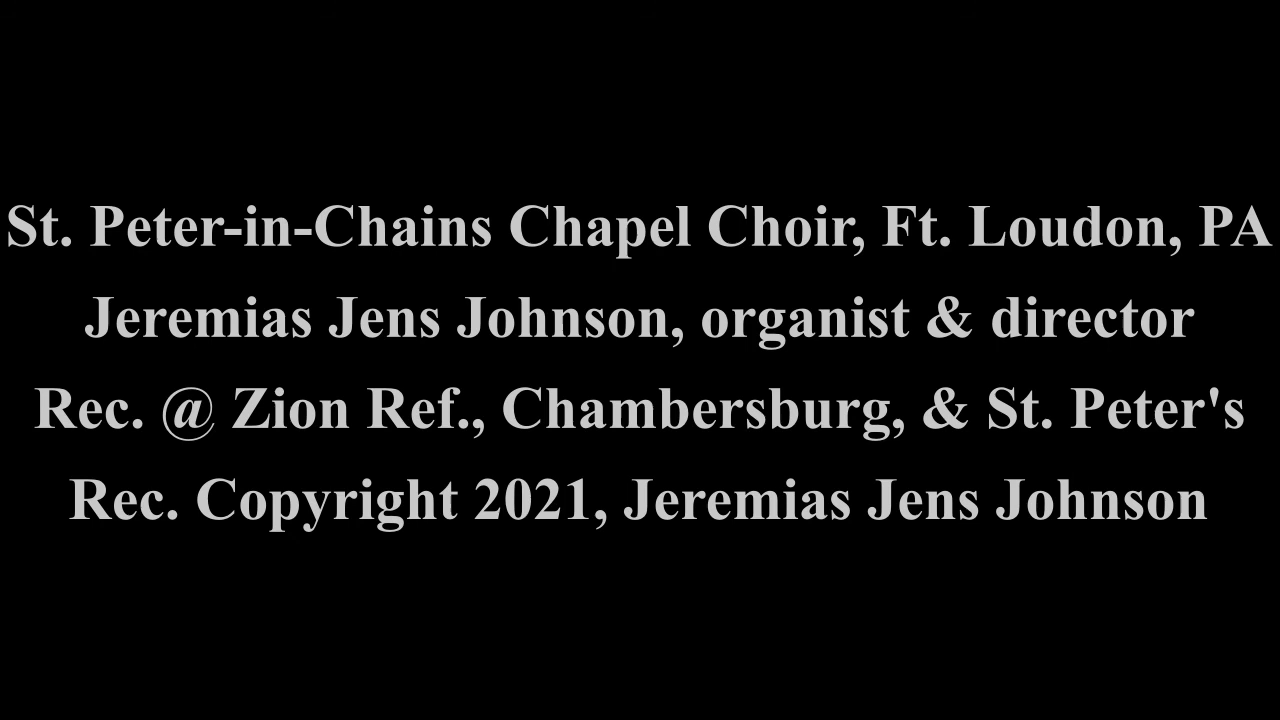 St. Peter-in-Chains Chapel Choir, Ft. Loudon, PA
Jeremias Jens Johnson, organist & director
Rec. @ Zion Ref., Chambersburg, & St. Peter's
Rec. Copyright 2021, Jeremias Jens Johnson